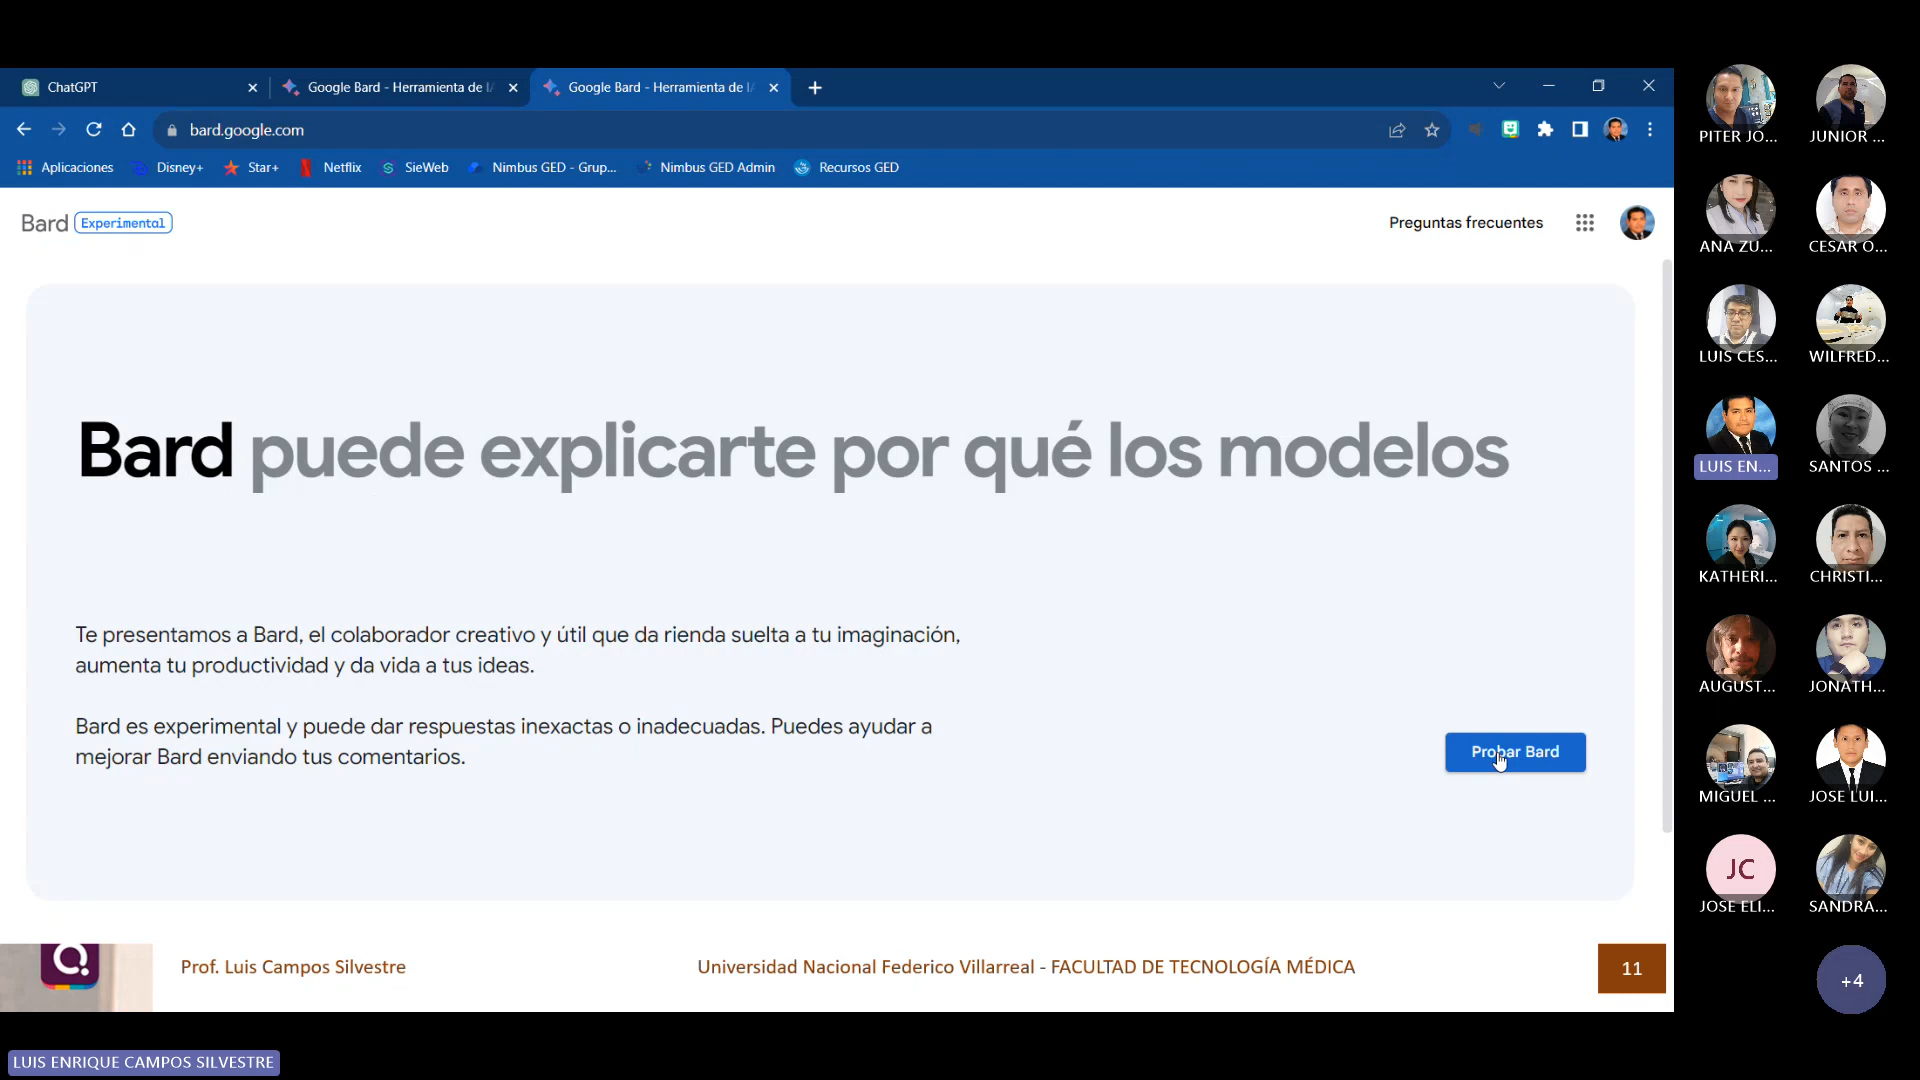 ChatGPT
Google Bard - Herramienta de I
Google Bard - Herramienta de I
bard.google.com
Aplicaciones Disney+ Star+ Netflix SieWeb Nimbus GED - Grup... Nimbus GED Admin Recursos GED
Bard Experimental
Preguntas frecuentes
Bard puede explicarte por qué los modelos
Te presentamos a Bard, el colaborador creativo y útil que da rienda suelta a tu imaginación,
aumenta tu productividad y da vida a tus ideas.
Bard es experimental y puede dar respuestas inexactas o inadecuadas. Puedes ayudar a
mejorar Bard enviando tus comentarios.
Probar Bard
Prof. Luis Campos Silvestre
Universidad Nacional Federico Villarreal - FACULTAD DE TECNOLOGÍA MÉDICA
11
PITER JO...
JUNIOR ...
ANA ZU...
CESAR O...
LUIS CES...
WILFRED...
LUIS EN...
SANTOS ...
KATHERI...
CHRISTI...
AUGUST...
JONATH...
MIGUEL ...
JOSE LUI...
JC
JOSE ELI...
SANDRA...
+4
LUIS ENRIQUE CAMPOS SILVESTRE